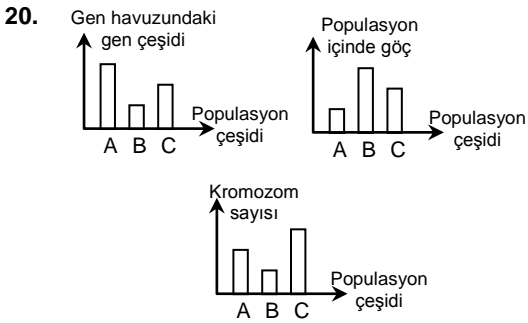 20.
Gen havuzundaki
gen çeşidi
Populasyon
çeşidi
A B C
Populasyon
içinde göç
Populasyon
çeşidi
A B C
Kromozom
sayısı
Populasyon
çeşidi
A B C